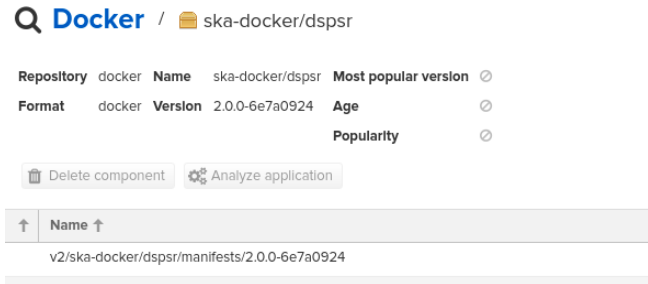 Docker / ska-docker/dspsr
Repository docker Name ska-docker/dspsr Most popular version
Format docker Version 2.0.0-6e7a0924 Age
Popularity
Delete component Analyze application
Name
v2/ska-docker/dspsr/manifests/2.0.0-6e7a0924